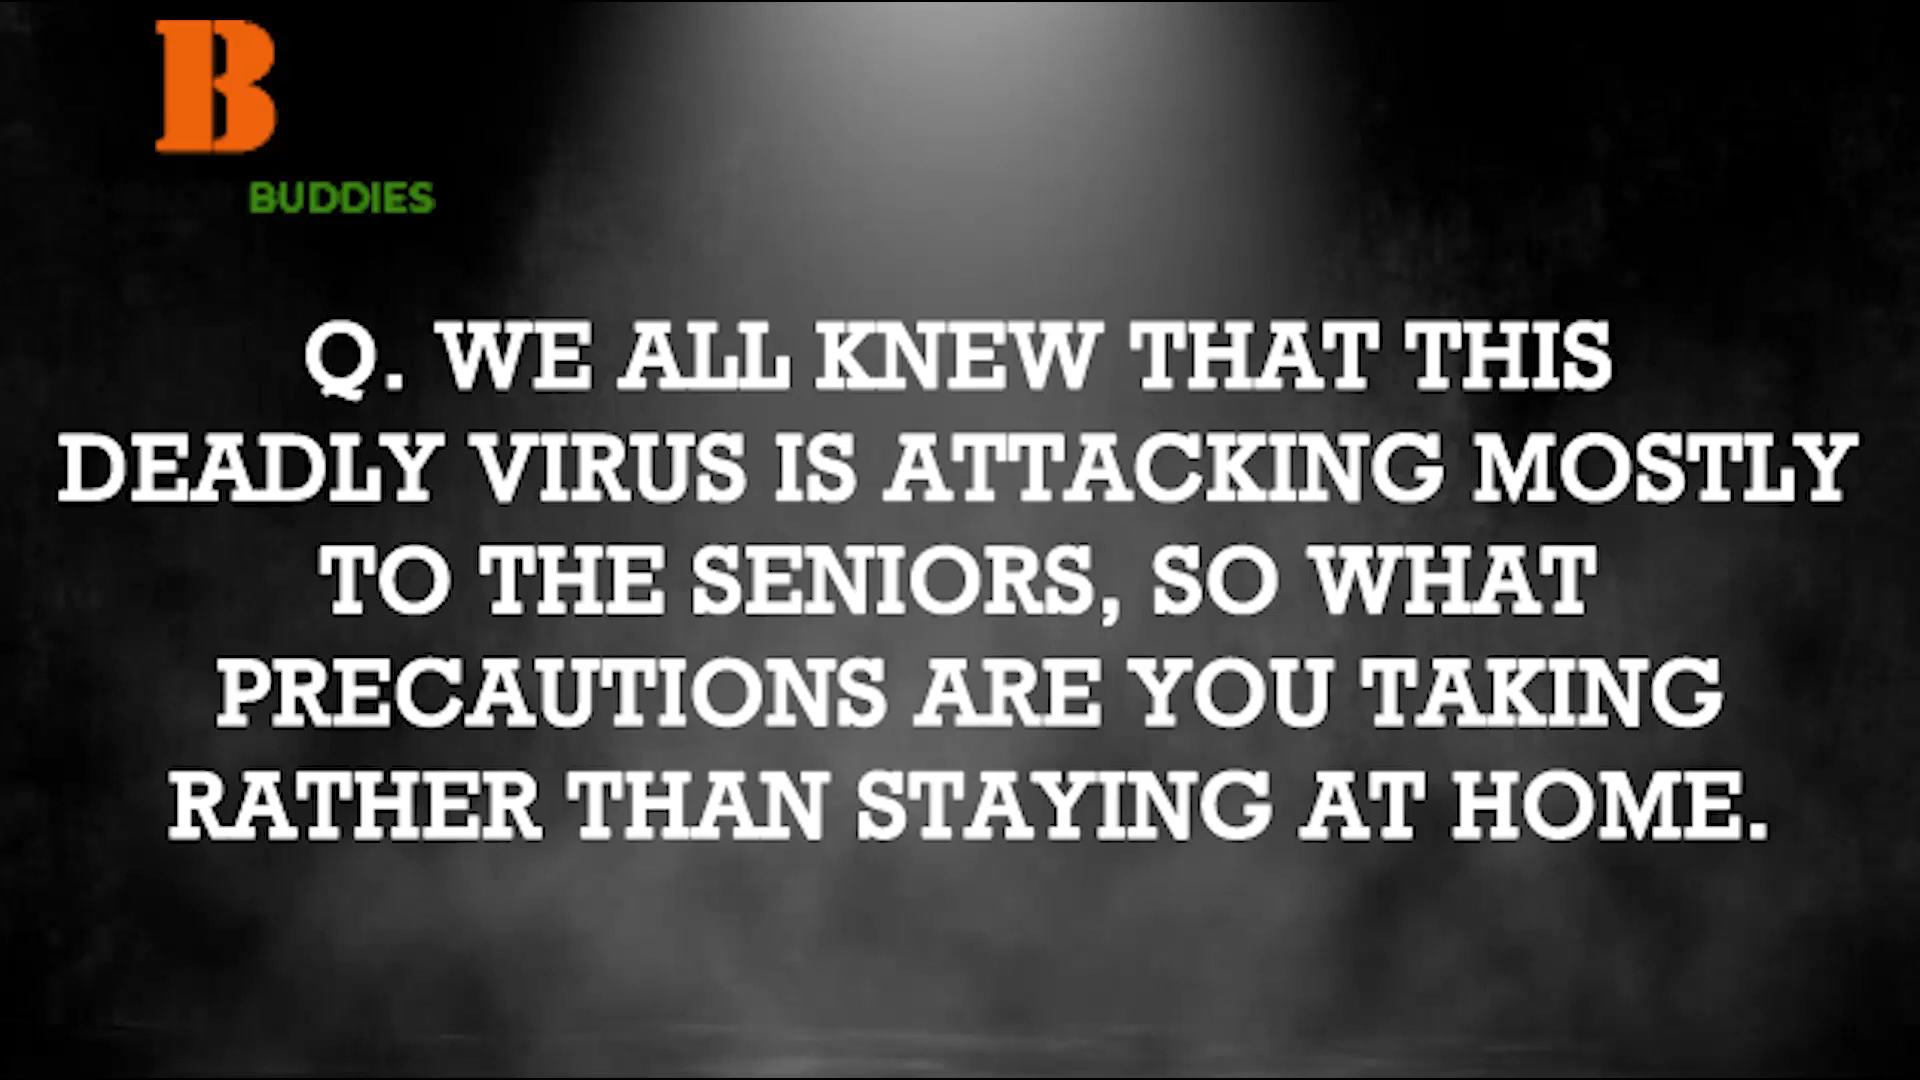 B
BUDDIES
Q. WE ALL KNEW THAT THIS
DEADLY VIRUS IS ATTACKING MOSTLY
TO THE SENIORS, SO WHAT
PRECAUTIONS ARE YOU TAKING
RATHER THAN STAYING AT HOME.